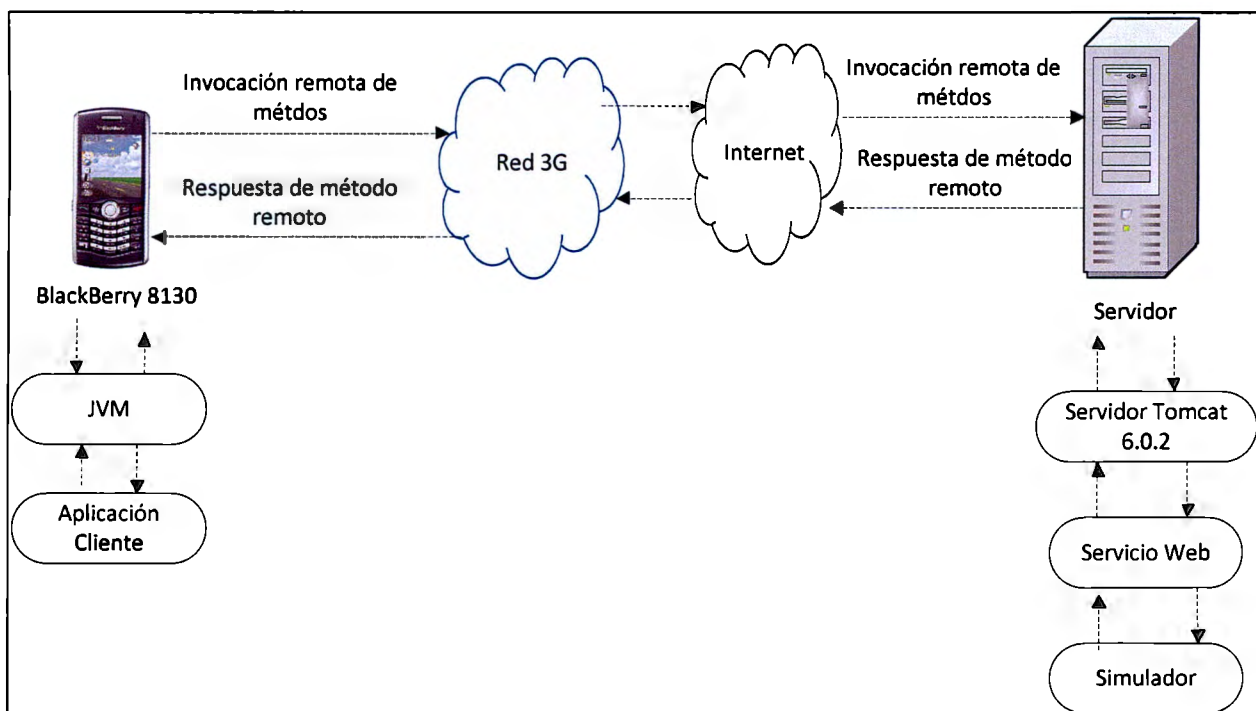 Invocación remota de
métdos
Respuesta de método
remoto
BlackBerry 8130
JVM
Aplicación
Cliente
Red 3G
Internet
Invocación remota de
métdos
Respuesta de método
remoto
Servidor
Servidor Tomcat
6.0.2
Servicio Web
Simulador